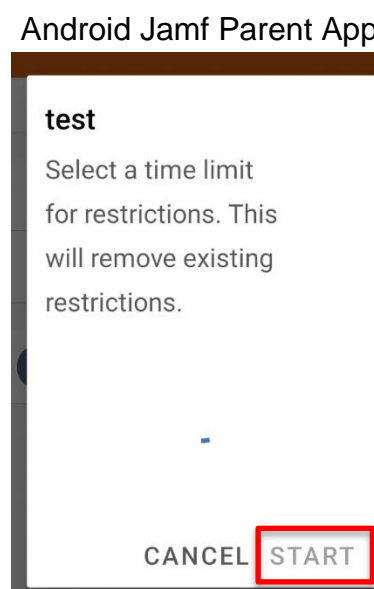 Android Jamf Parent App
test
Select a time limit
for restrictions. This
will remove existing
restrictions.
CANCEL START